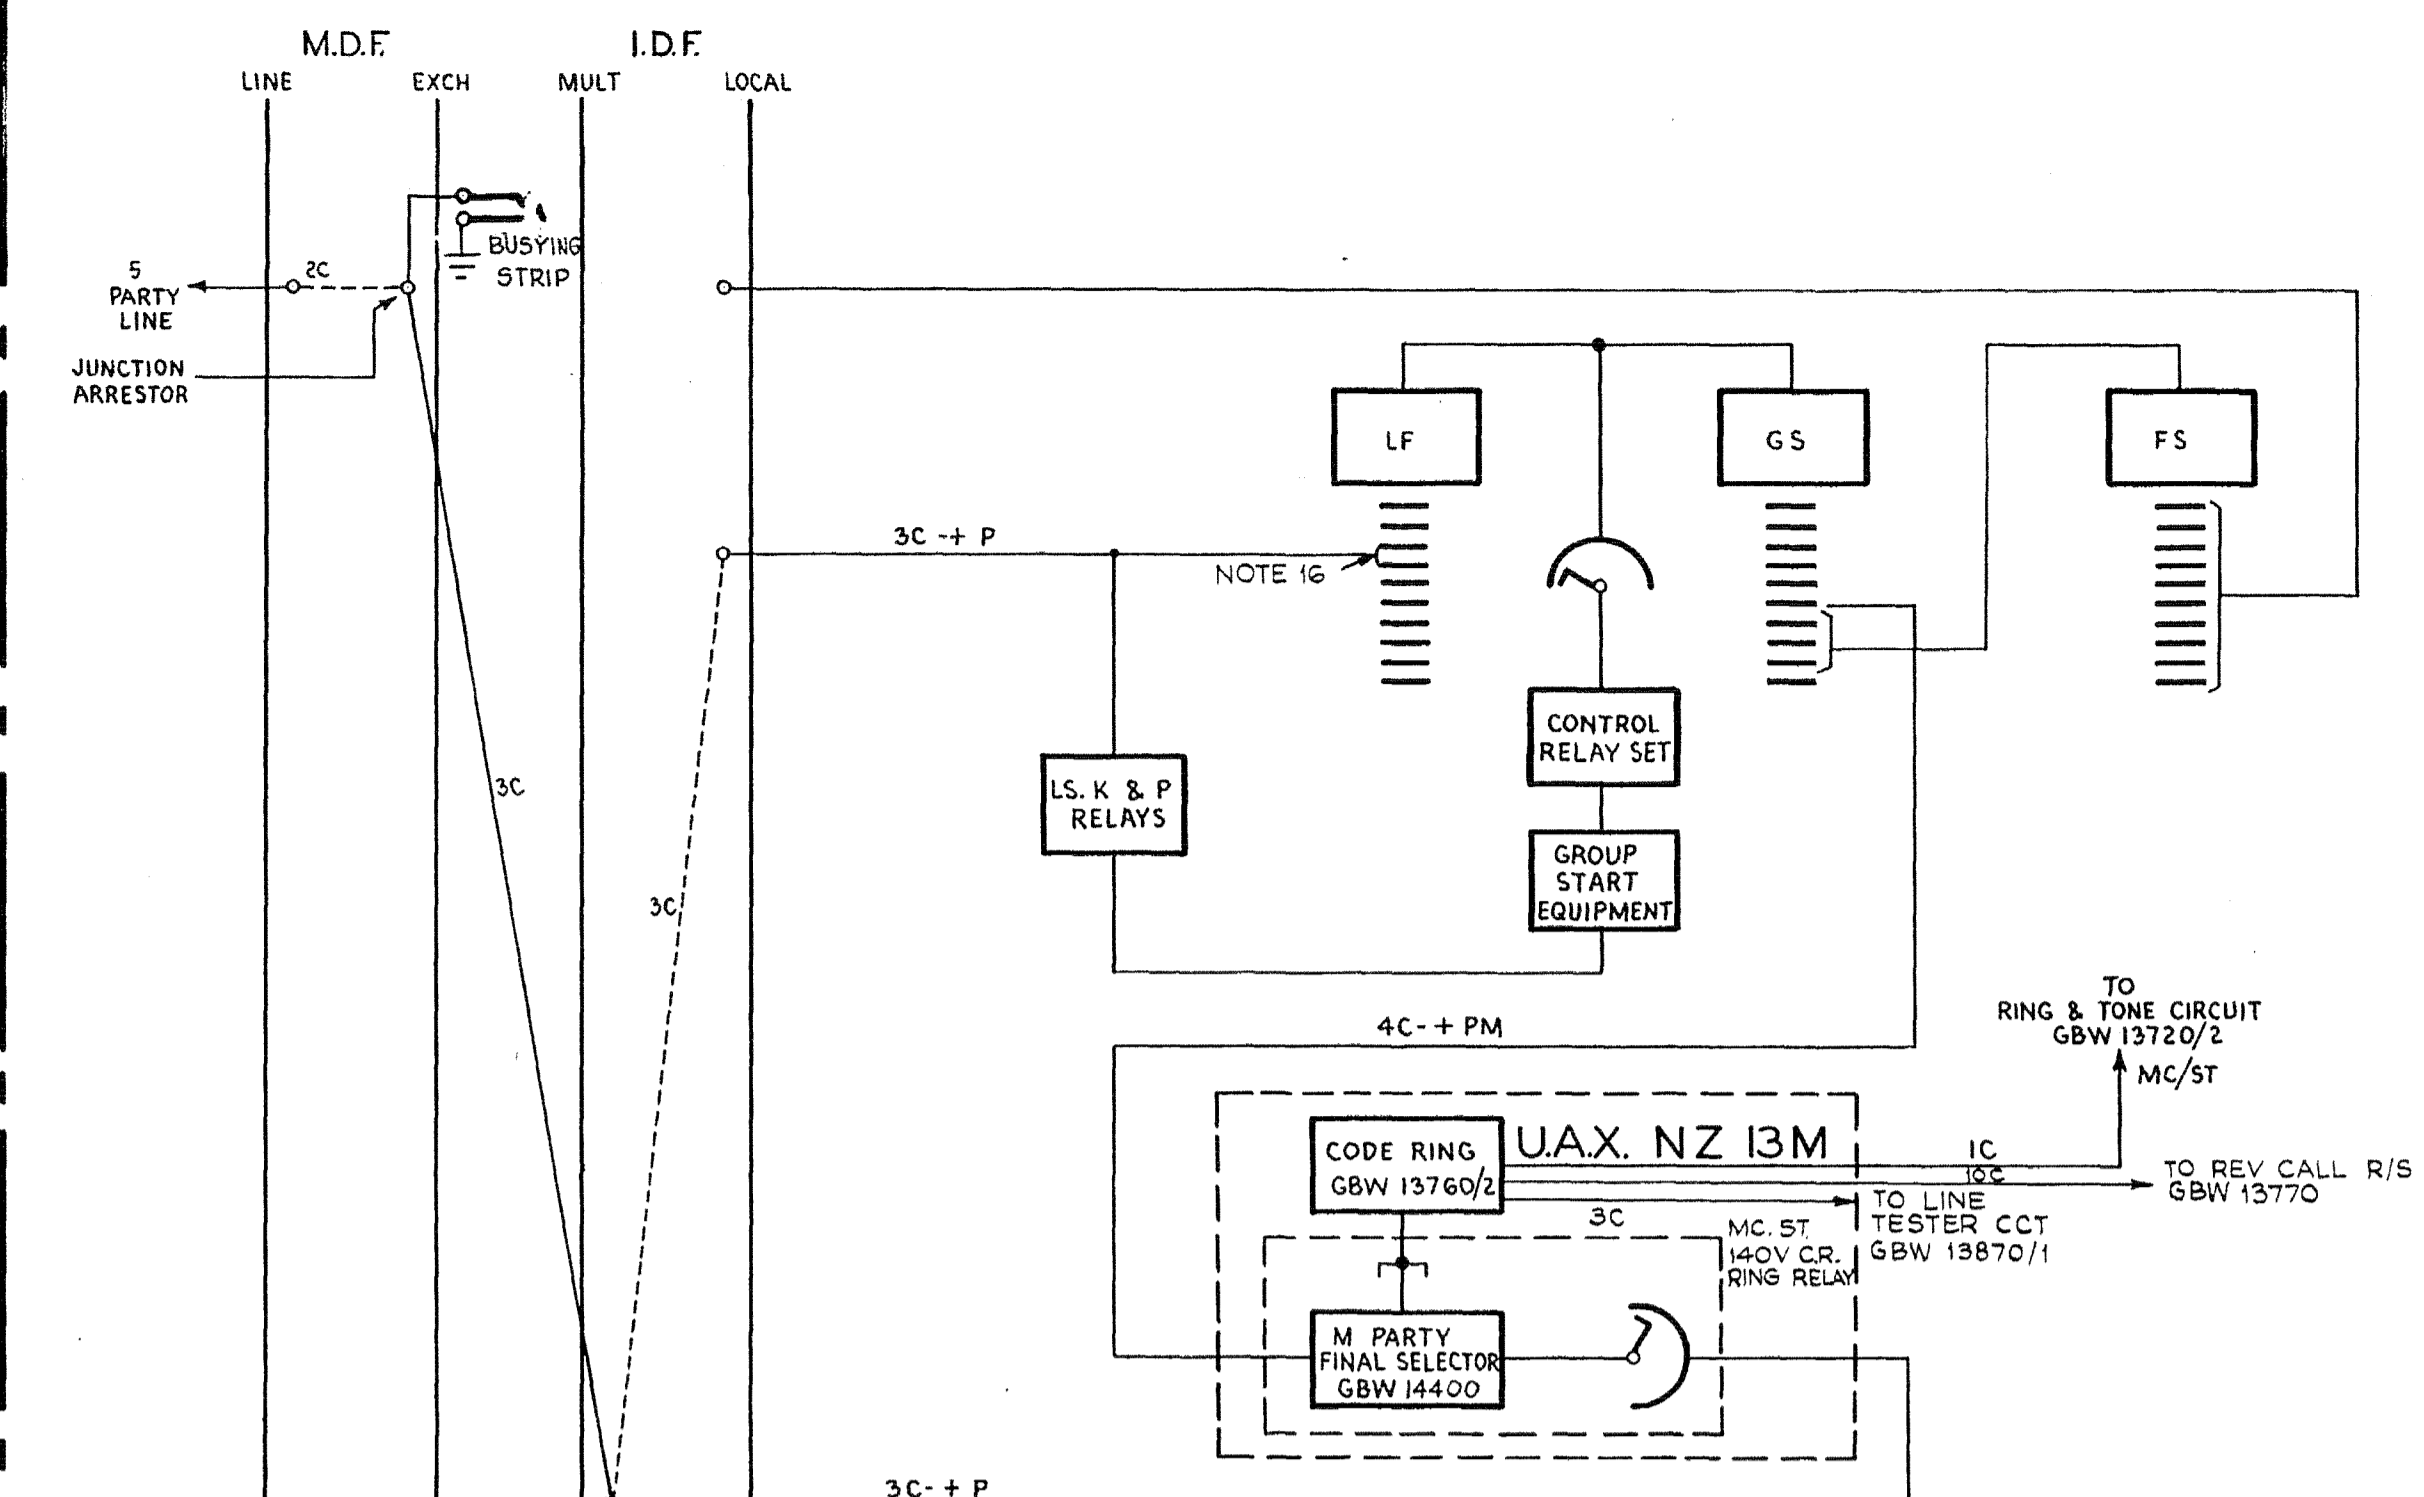 M.D.F.
I.D.F.
LINE
EXCH
MULT
LOCAL
BUSYING
STRIP
5
PARTY
LINE
2C
JUNCTION
ARRESTOR
LF
GS
FS
3C -+ P
NOTE 16
CONTROL
RELAY SET
LS. K & P
RELAYS
3C
GROUP
START
EQUIPMENT
3C
TO
RING & TONE CIRCUIT
GBW 13720/2
MC/ST
4C-+ PM
CODE RING
GBW 13760/2
U.A.X. NZ 13M
1C
10C
TO REV CALL R/S
GBW 13770
3C
TO LINE
TESTER CCT
GBW 13870/1
MC. ST.
140V C.R.
RING RELAY
M PARTY
FINAL SELECTOR
GBW 14400
3C-+ P